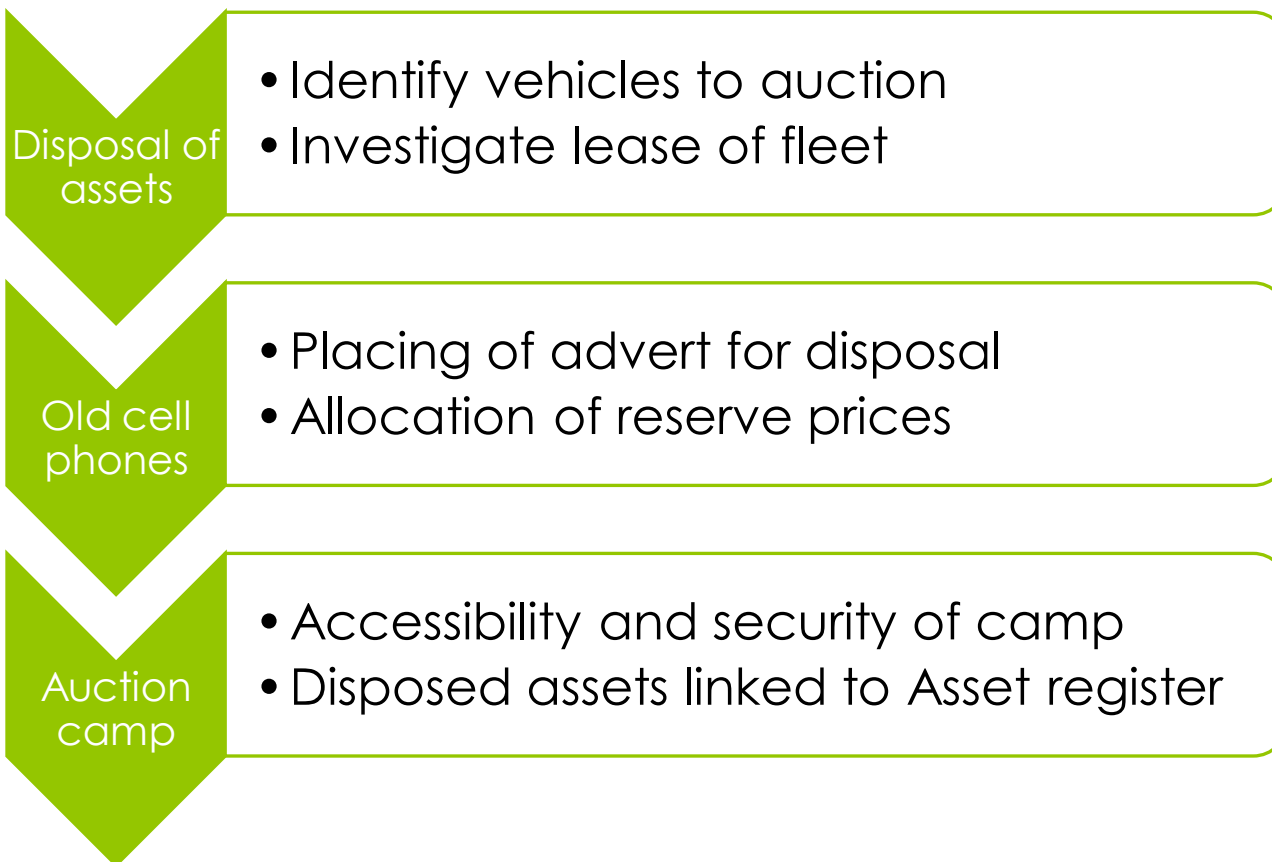 Disposal of
assets
• Identify vehicles to auction
• Investigate lease of fleet
Old cell
phones
• Placing of advert for disposal
• Allocation of reserve prices
Auction
camp
• Accessibility and security of camp
• Disposed assets linked to Asset register